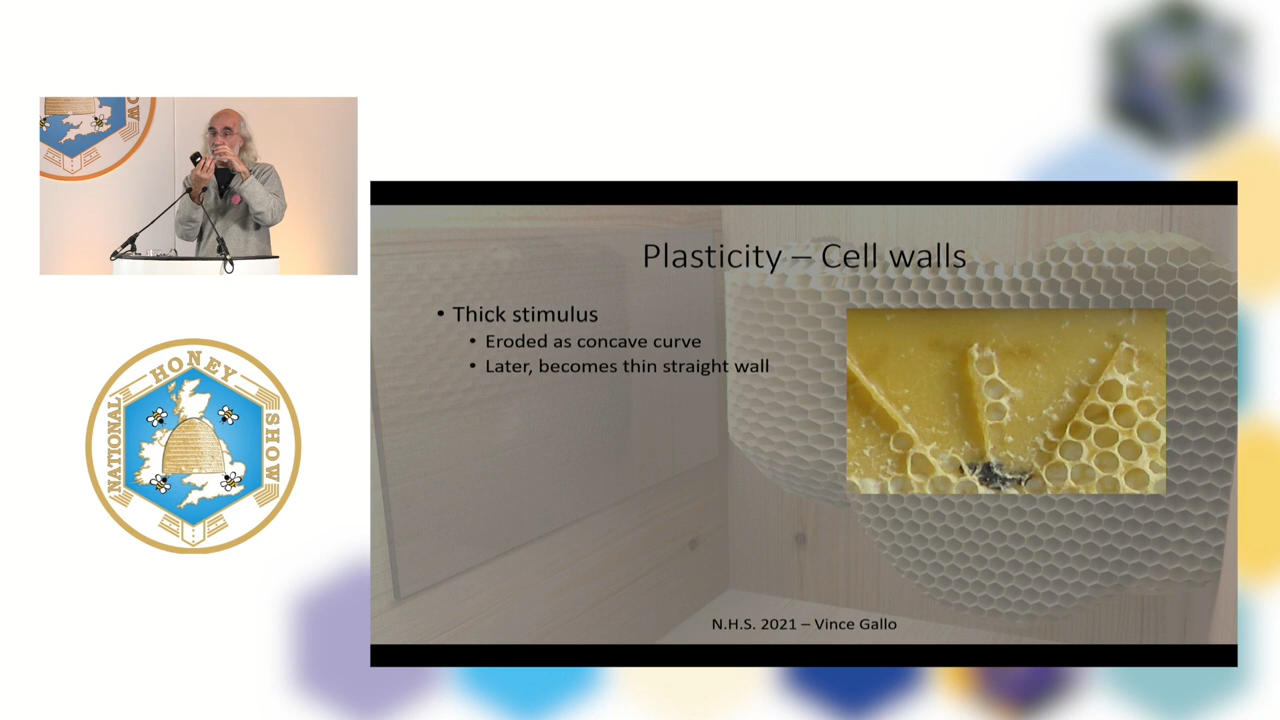 Plasticity – Cell walls
• Thick stimulus
• Eroded as concave curve
• Later, becomes thin straight wall
N.H.S. 2021 – Vince Gallo
NATIONAL HONEY SHOW
OW